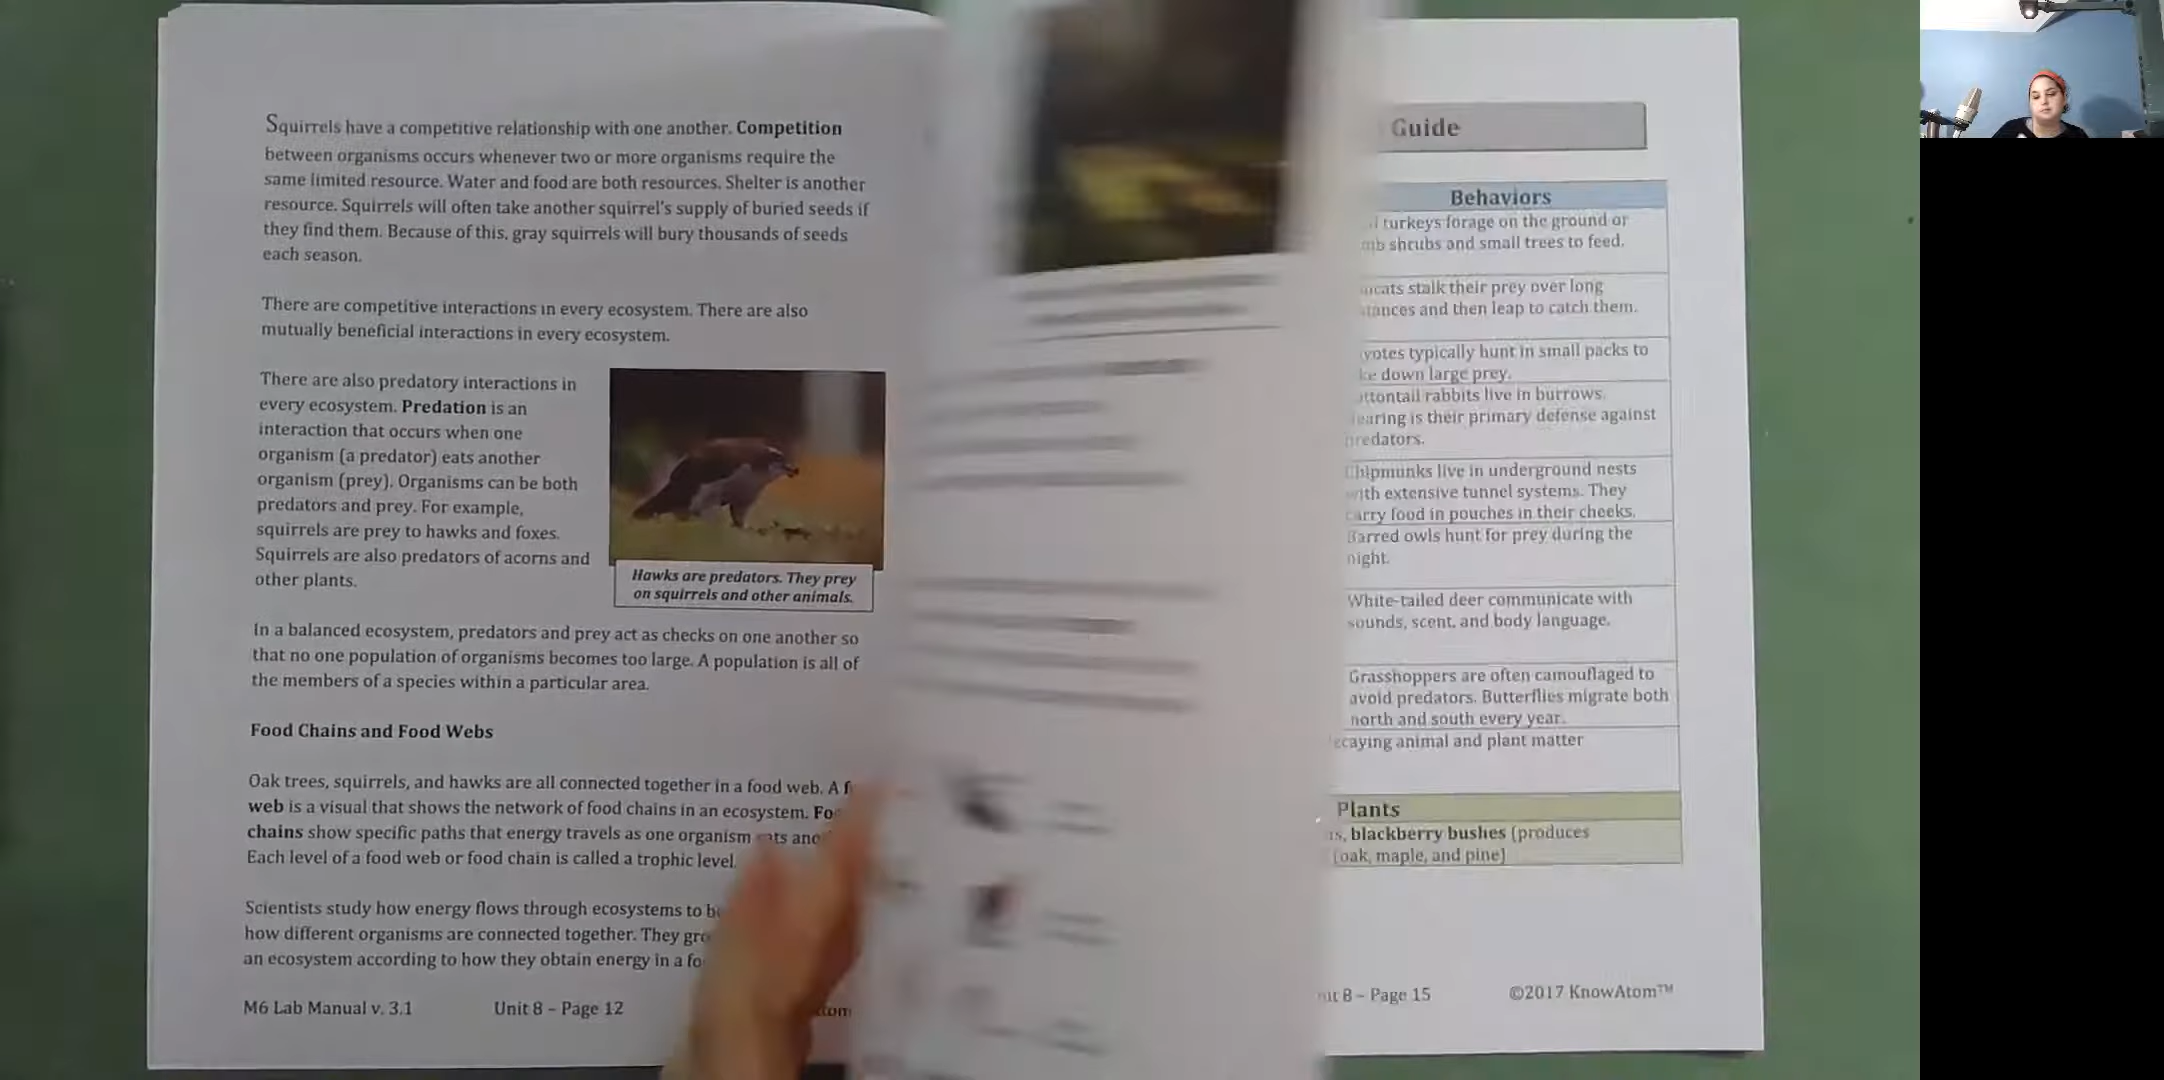 Squirrels have a competitive relationship with one another. Competition
between organisms occurs whenever two or more organisms require the
same limited resource. Water and food are both resources. Shelter is another
resource. Squirrels will often take another squirrel's supply of buried seeds if
they find them. Because of this, gray squirrels will bury thousands of seeds
each season.
There are competitive interactions in every ecosystem. There are also
mutually beneficial interactions in every ecosystem.
There are also predatory interactions in
every ecosystem. Predation is an
interaction that occurs when one
organism (a predator) eats another
organism (prey). Organisms can be both
predators and prey. For example,
squirrels are prey to hawks and foxes.
Squirrels are also predators of acorns and
other plants.
Hawks are predators. They prey
on squirrels and other animals.
In a balanced ecosystem, predators and prey act as checks on one another so
that no one population of organisms becomes too large. A population is all of
the members of a species within a particular area.
Food Chains and Food Webs
Oak trees, squirrels, and hawks are all connected together in a food web. A
web is a visual that shows the network of food chains in an ecosystem.
chains show specific paths that energy travels as one organism
Each level of a food web or food chain is called a trophic level.
Scientists study how energy flows through ecosystems to
how different organisms are connected together. They
an ecosystem according to how they obtain energy in a
M6 Lab Manual v. 3.1 Unit 8 – Page 12
Guide
Behaviors
turkeys forage on the ground or
shrubs and small trees to feed.
stalk their prey over long
and then leap to catch them.
typically hunt in small packs to
down large prey.
rabbits live in burrows.
is their primary defense against
predators.
Chipmunks live in underground nests
with extensive tunnel systems. They
carry food in pouches in their cheeks.
Barred owls hunt for prey during the
night.
White-tailed deer communicate with
sounds, scent, and body language.
Grasshoppers are often camouflaged to
avoid predators. Butterflies migrate both
north and south every year.
animal and plant matter
Plants
blackberry bushes (produces
(oak, maple, and pine)
8 – Page 15 ©2017 KnowAtom™